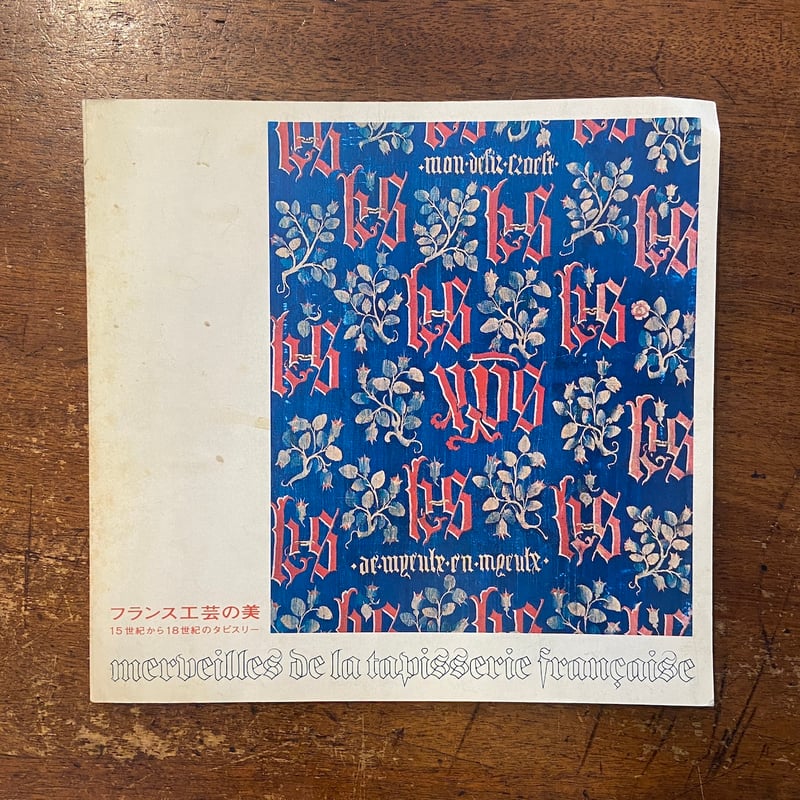 ·mon·desir·croest·
yhs
·de·myeulx·en·myeulx·
フランス工芸の美
15世紀から18世紀のタピスリー
merveilles de la tapisserie française